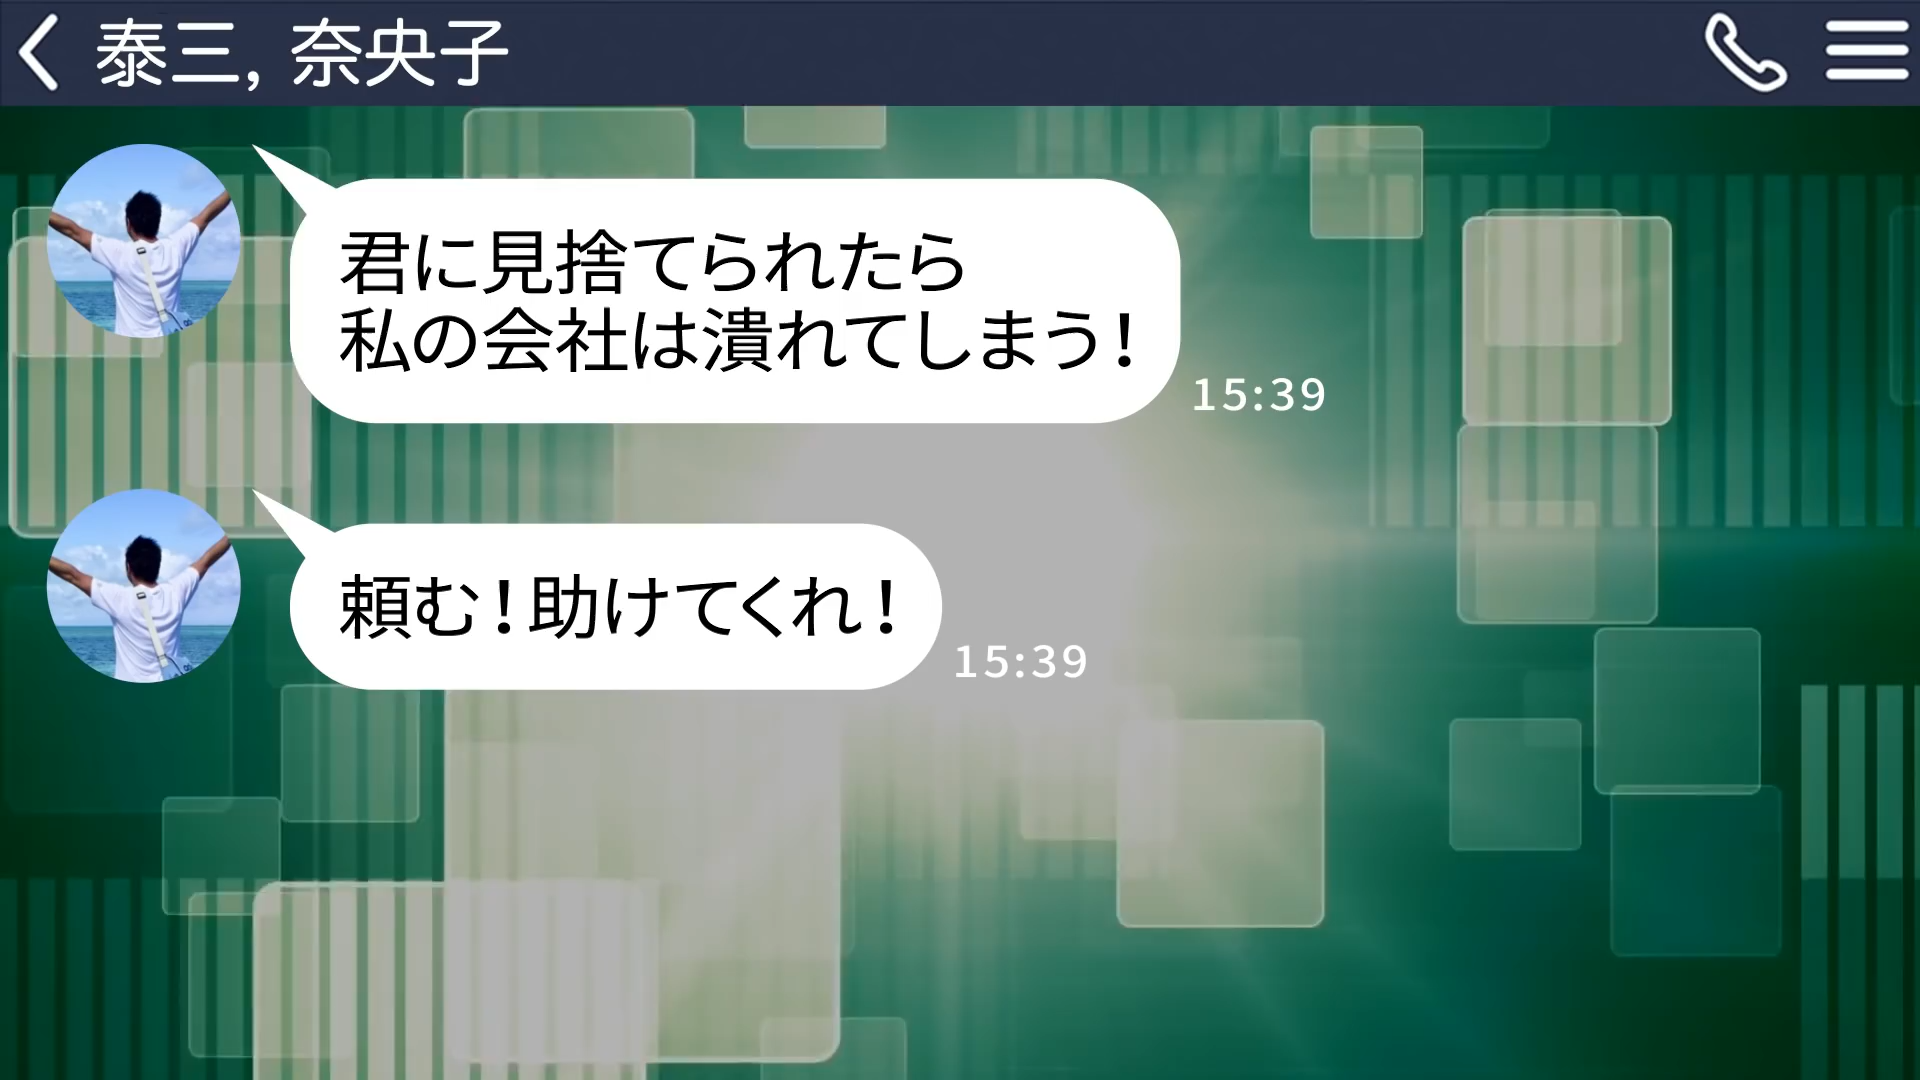 泰三, 奈央子
君に見捨てられたら
私の会社は潰れてしまう！
15:39
頼む！助けてくれ！
15:39